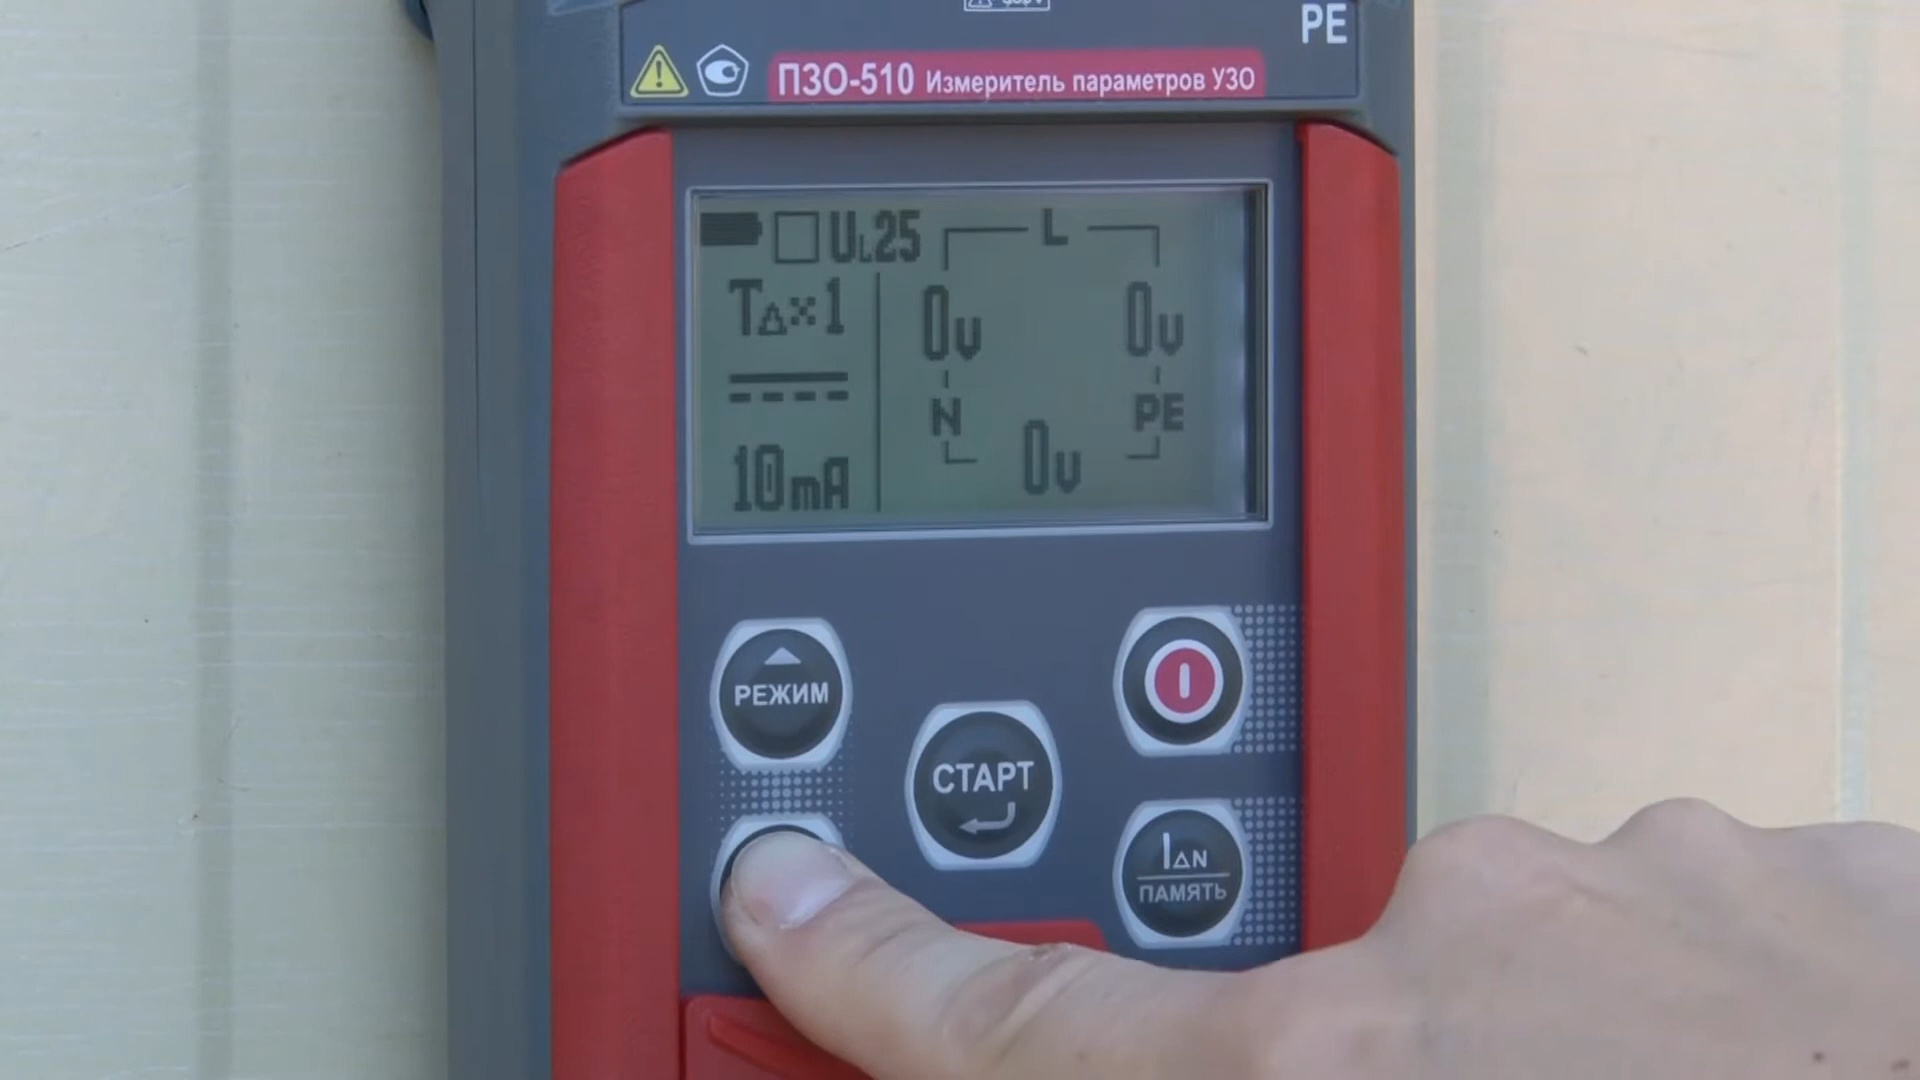 PE
ПЗО-510 Измеритель параметров УЗО
UL25
L
TΔx1
0v
0v
N
PE
10mA
0v
РЕЖИМ
СТАРТ
IΔN
ПАМЯТЬ